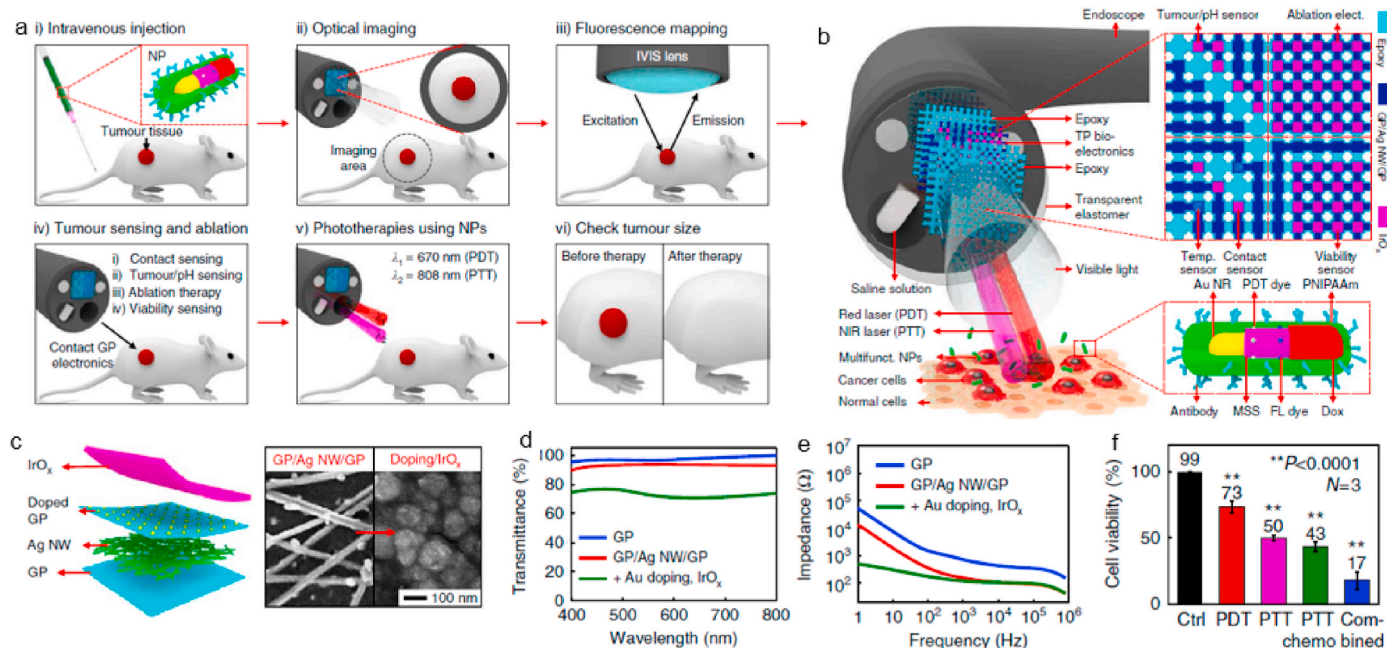 a
i) Intravenous injection
NP
Tumour tissue
ii) Optical imaging
Imaging
area
iii) Fluorescence mapping
IVIS lens
Excitation
Emission
iv) Tumour sensing and ablation
i) Contact sensing
ii) Tumour/pH sensing
iii) Ablation therapy
iv) Viability sensing
Contact GP
electronics
v) Phototherapies using NPs
λ1 = 670 nm (PDT)
λ2 = 808 nm (PTT)
vi) Check tumour size
Before therapy
After therapy
b
Endoscope
Tumour/pH sensor
Ablation elect.
Epoxy
GP/Ag NW/GP
IrOx
Epoxy
TP bio-
electronics
Epoxy
Transparent
elastomer
Visible light
Saline solution
Red laser (PDT)
NIR laser (PTT)
Multifunct. NPs
Cancer cells
Normal cells
Temp.
sensor
Contact
sensor
Viability
sensor
Au NR
PDT dye
PNIPAAm
Antibody
MSS
FL dye
Dox
c
IrOx
Doped
GP
Ag NW
GP
GP/Ag NW/GP
Doping/IrOx
100 nm
d
Transmittance (%)
100
80
60
40
20
0
GP
GP/Ag NW/GP
+ Au doping, IrOx
400
500
600
700
800
Wavelength (nm)
e
Impedance (Ω)
10^7
10^6
10^5
10^4
10^3
10^2
GP
GP/Ag NW/GP
+ Au doping, IrOx
1
10
10^2
10^3
10^4
10^5
10^6
Frequency (Hz)
f
Cell viability (%)
100
50
0
99
**
73
**
50
**
43
**
17
**P<0.0001
N=3
Ctrl
PDT
PTT
PTT
chemo
Com-
bined